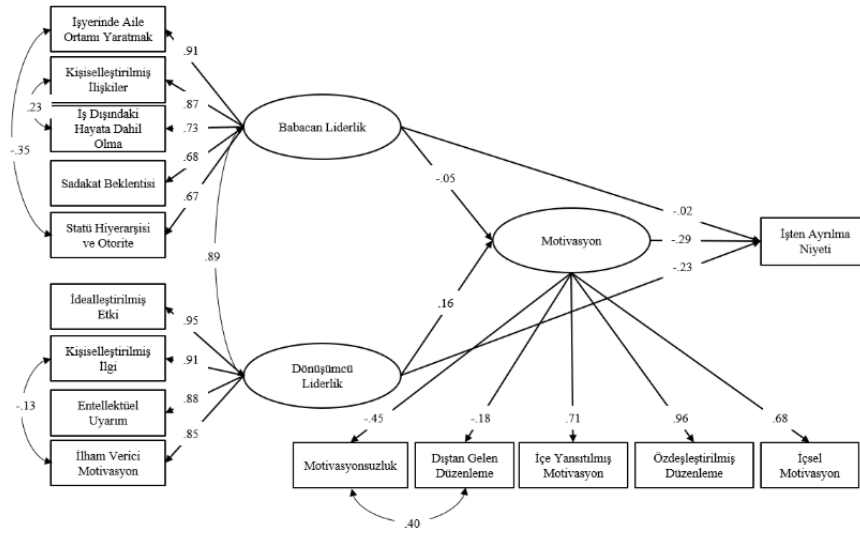 İşyerinde Aile
Ortamı Yaratmak
.91
Kişiselleştirilmiş
İlişkiler
.87
.23
İş Dışındaki
Hayata Dahil
Olma
.73
-.35
Sadakat Beklentisi
.68
Statü Hiyerarşisi
ve Otorite
.67
Babacan Liderlik
-.05
-.02
Motivasyon
-.29
İşten Ayrılma
Niyeti
-.23
.89
.16
İdealleştirilmiş
Etki
.95
Kişiselleştirilmiş
İlgi
.91
-.13
Entellektüel
Uyarım
.88
İlham Verici
Motivasyon
.85
Dönüşümcü
Liderlik
-.45
-.18
.71
.96
.68
Motivasyonsuzluk
Dıştan Gelen
Düzenleme
İçe Yansıtılmış
Motivasyon
Özdeşleştirilmiş
Düzenleme
İçsel
Motivasyon
.40